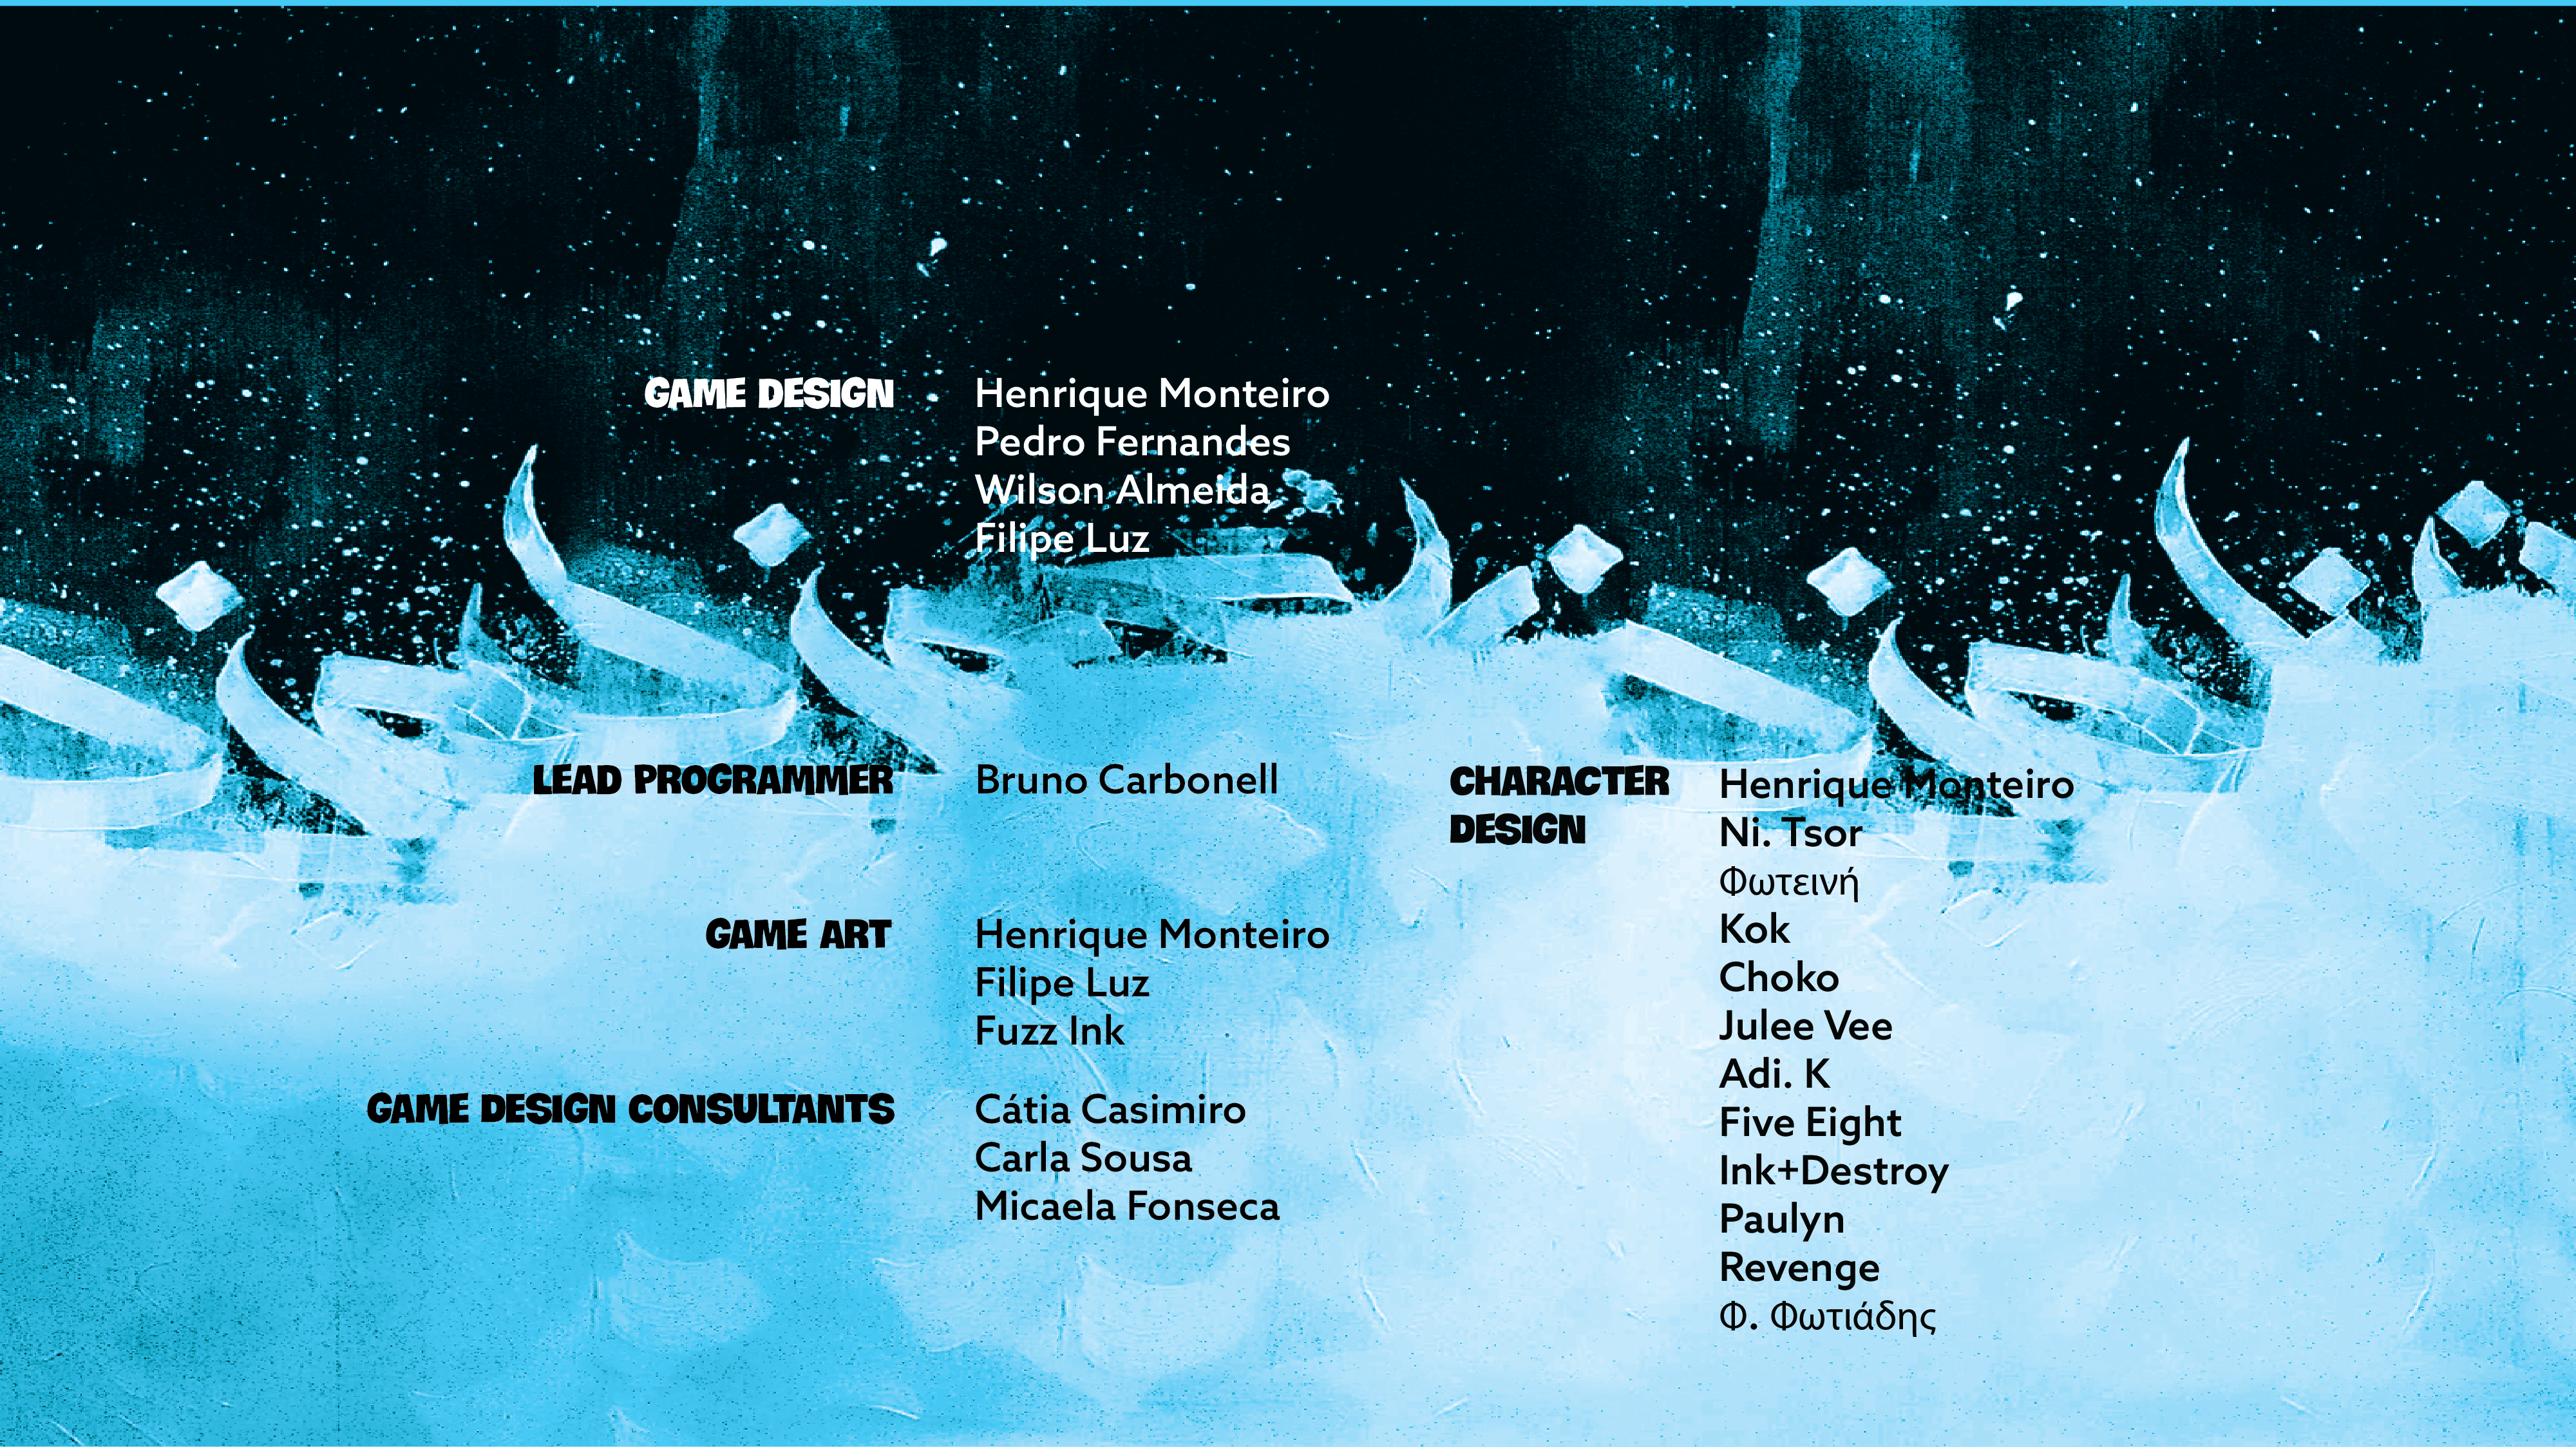 GAME DESIGN
Henrique Monteiro
Pedro Fernandes
Wilson Almeida
Filipe Luz
LEAD PROGRAMMER
Bruno Carbonell
GAME ART
Henrique Monteiro
Filipe Luz
Fuzz Ink
GAME DESIGN CONSULTANTS
Cátia Casimiro
Carla Sousa
Micaela Fonseca
CHARACTER
DESIGN
Henrique Monteiro
Ni. Tsor
Φωτεινή
Kok
Choko
Julee Vee
Adi. K
Five Eight
Ink+Destroy
Paulyn
Revenge
Φ. Φωτιάδης